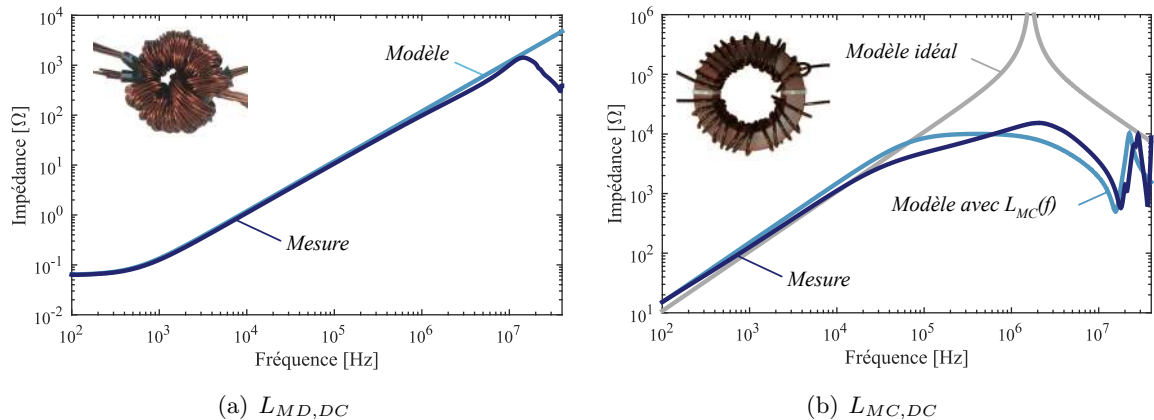 10^4
10^3
10^2
10^1
10^0
10^-1
10^-2
Impédance [Ω]
Modèle
Mesure
10^2
10^3
10^4
10^5
10^6
10^7
Fréquence [Hz]
(a) L_{MD,DC}
10^6
10^5
10^4
10^3
10^2
10^1
Impédance [Ω]
Modèle idéal
Modèle avec L_{MC}(f)
Mesure
10^2
10^3
10^4
10^5
10^6
10^7
Fréquence [Hz]
(b) L_{MC,DC}